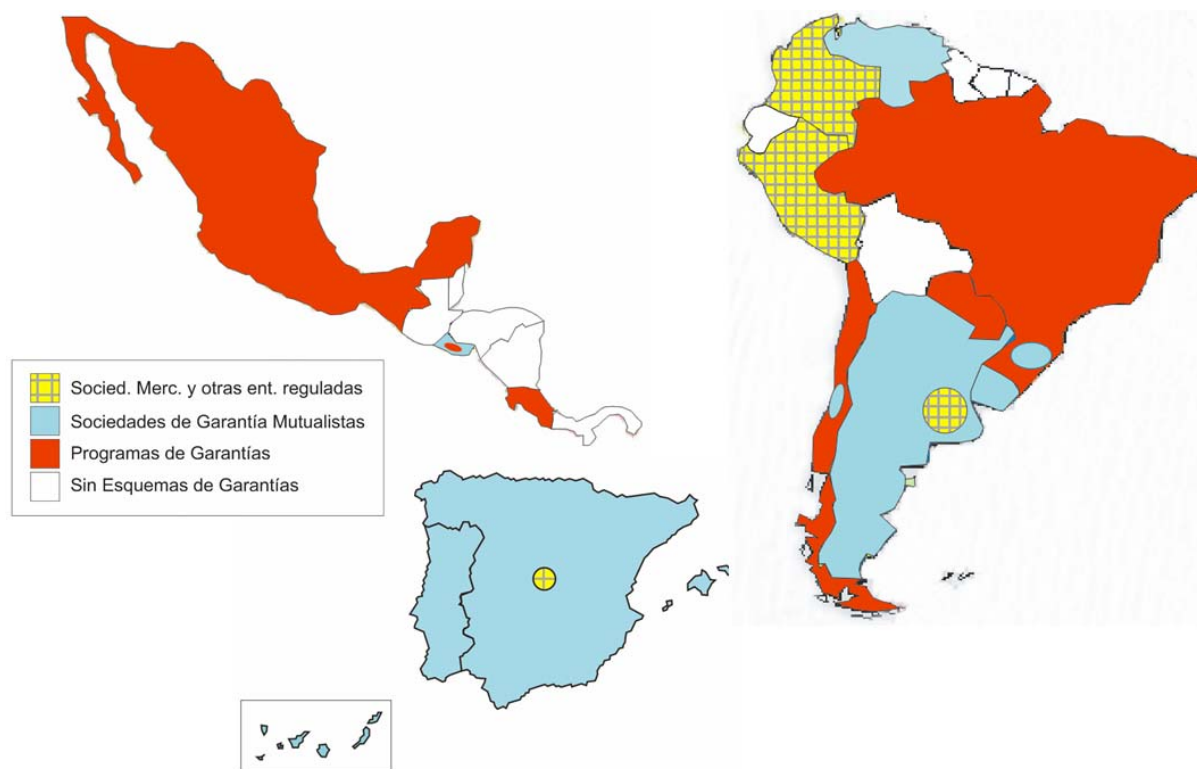 Socied. Merc. y otras ent. reguladas
Sociedades de Garantía Mutualistas
Programas de Garantías
Sin Esquemas de Garantías